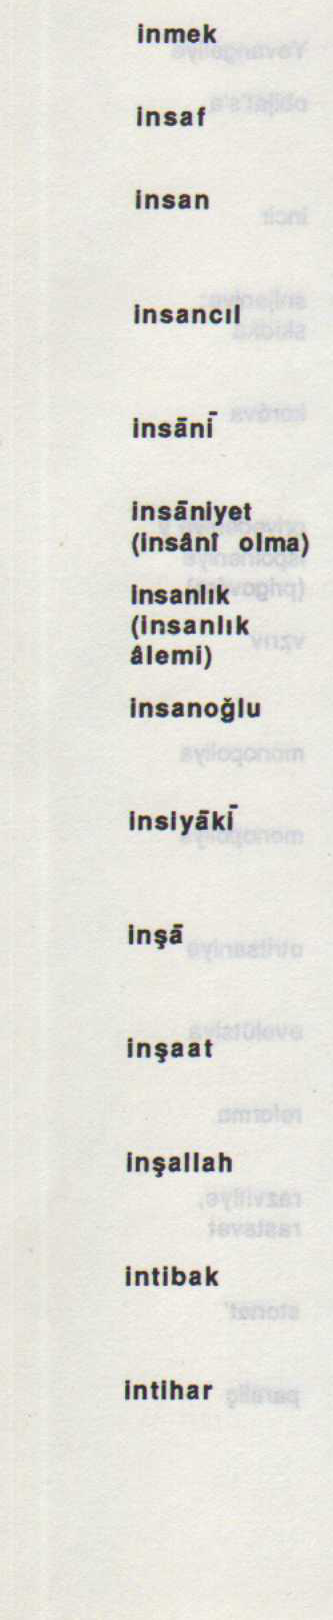 inmek
insaf
insan
insancıl
insānī
insāniyet
(insânî olma)
insanlık
(insanlık
âlemi)
insanoğlu
insiyākī
inşā
inşaat
inşallah
intibak
intihar